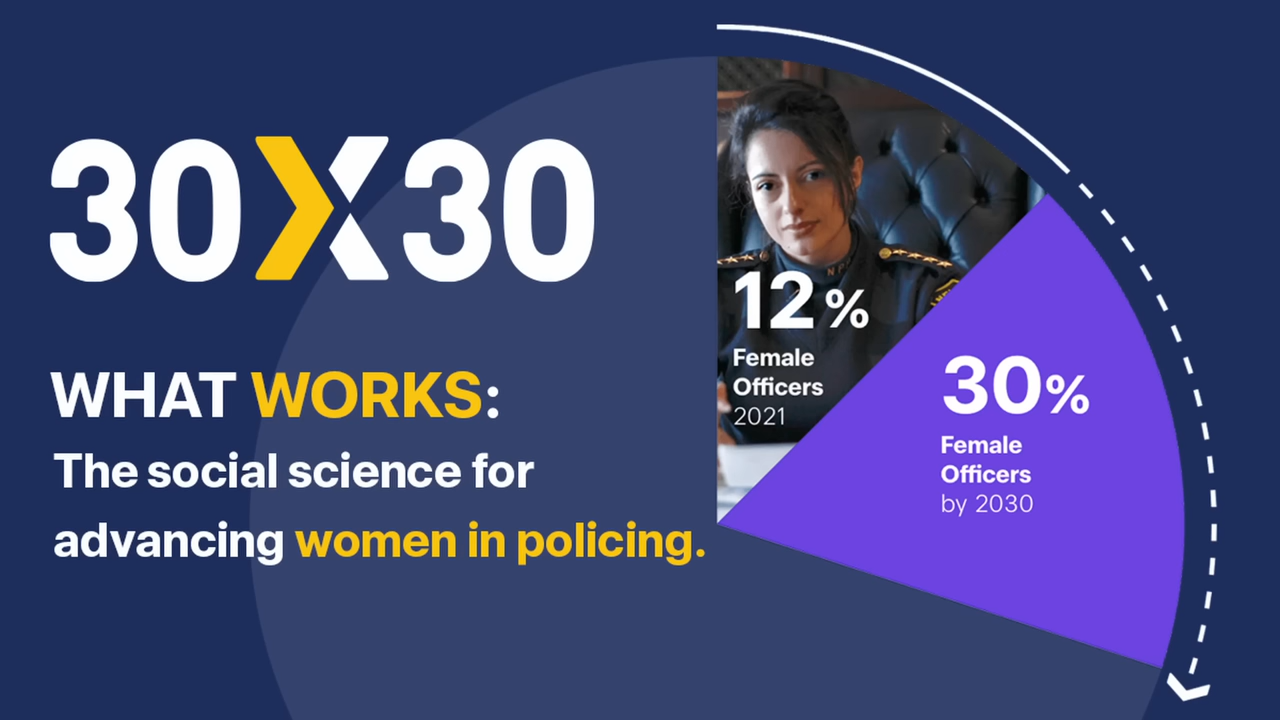 30X30
WHAT WORKS:
The social science for
advancing women in policing.
12%
Female
Officers
2021
30%
Female
Officers
by 2030